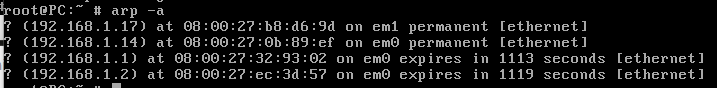 root@PC:~ # arp -a
? (192.168.1.17) at 08:00:27:b8:d6:9d on em1 permanent [ethernet]
? (192.168.1.14) at 08:00:27:0b:89:ef on em0 permanent [ethernet]
? (192.168.1.1) at 08:00:27:32:93:02 on em0 expires in 1113 seconds [ethernet]
? (192.168.1.2) at 08:00:27:ec:3d:57 on em0 expires in 1119 seconds [ethernet]
root@PC:~ #